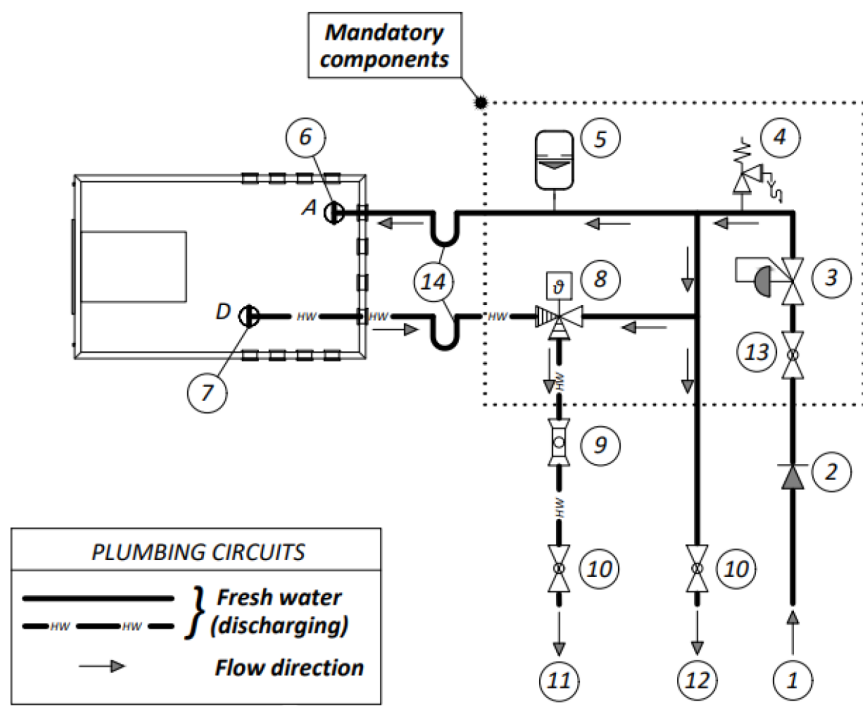 Mandatory
components
6
5
4
A
14
8
ϑ
3
D
HW
HW
HW
13
7
HW
9
2
HW
10
10
PLUMBING CIRCUITS
Fresh water
HW
HW
(discharging)
Flow direction
11
12
1